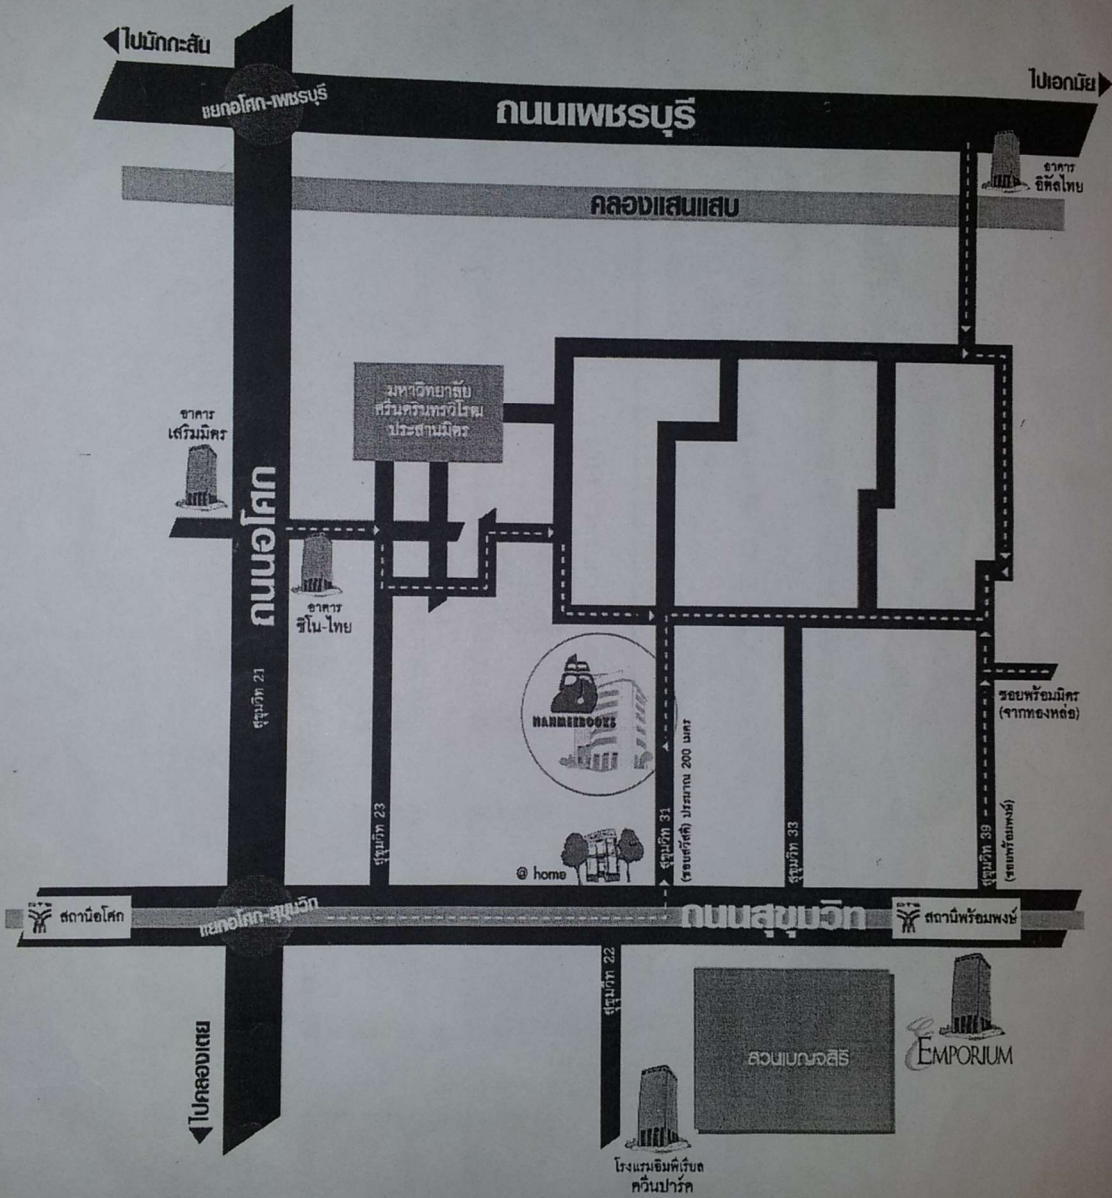 ไปมักกะสัน
แยกอโศก-เพชรบุรี
ถนนเพชรบุรี
ไปเอกมัย
อาคาร
อิตัลไทย
คลองแสนแสบ
มหาวิทยาลัย
ศรีนครินทรวิโรฒ
ประสานมิตร
อาคาร
เสริมมิตร
ถนนอโศก
อาคาร
ซิโน-ไทย
สุขุมวิท 21
NANMEEBOOKS
ซอยพร้อมมิตร
(จากทองหล่อ)
สุขุมวิท 23
@ home
สุขุมวิท 31
(ซอยสวัสดี) ประมาณ 200 เมตร
สุขุมวิท 33
สุขุมวิท 39
(ซอยพร้อมพงษ์)
BTS
สถานีอโศก
แยกอโศก-สุขุมวิท
ถนนสุขุมวิท
BTS
สถานีพร้อมพงษ์
สุขุมวิท 22
ไปคลองเตย
สวนเบญจสิริ
EMPORIUM
โรงแรมอิมพีเรียล
ควีนปาร์ค